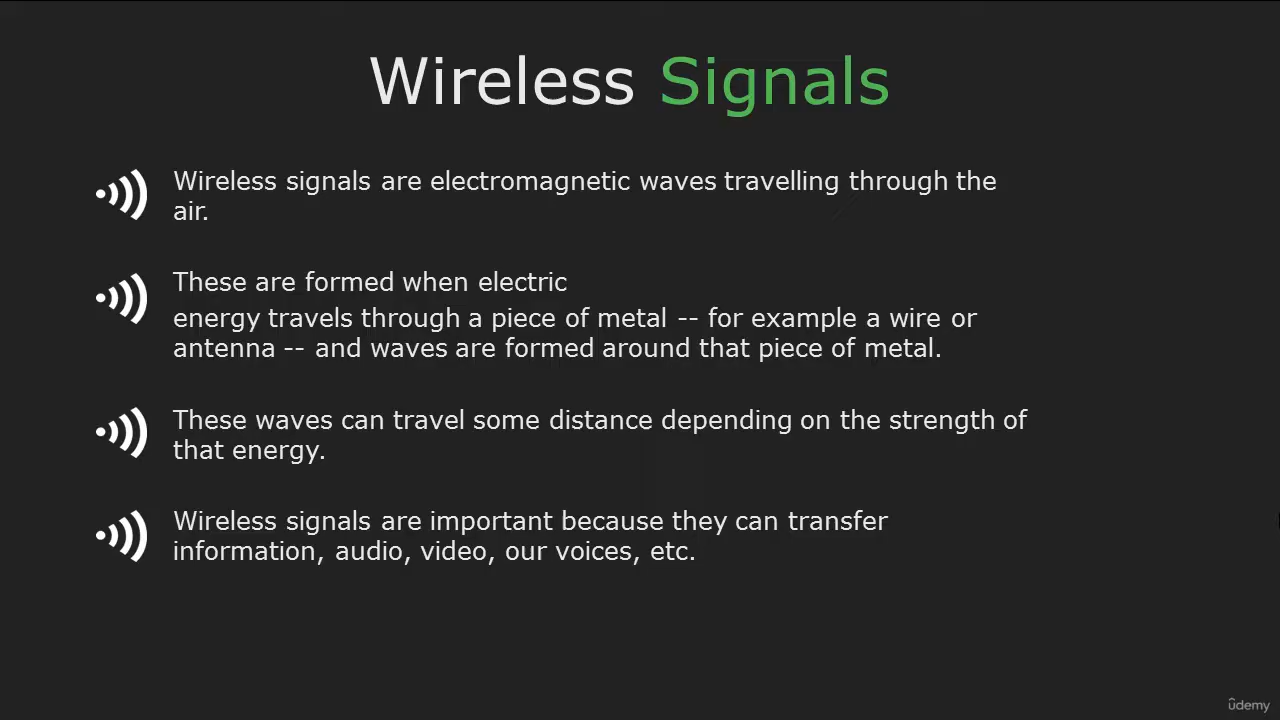 Wireless Signals
Wireless signals are electromagnetic waves travelling through the
air.
These are formed when electric
energy travels through a piece of metal -- for example a wire or
antenna -- and waves are formed around that piece of metal.
These waves can travel some distance depending on the strength of
that energy.
Wireless signals are important because they can transfer
information, audio, video, our voices, etc.
udemy